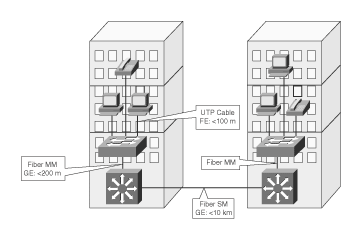 UTP Cable
FE: <100 m
Fiber MM
GE: <200 m
Fiber MM
Fiber SM
GE: <10 km